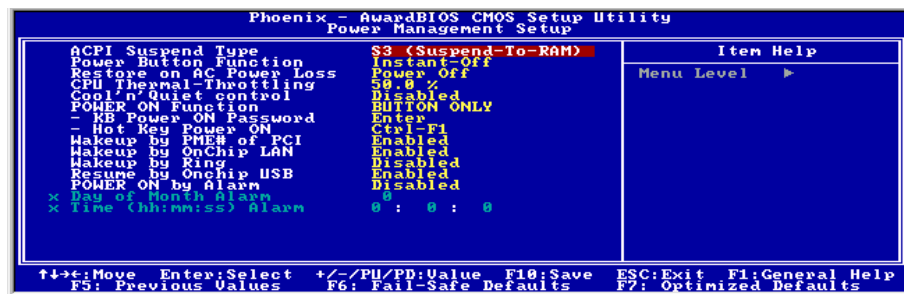 Phoenix - AwardBIOS CMOS Setup Utility
Power Management Setup
ACPI Suspend Type S3 (Suspend-To-RAM) Item Help
Power Button Function Instant-Off
Restore on AC Power Loss Power Off Menu Level ►
CPU Thermal-Throttling 50.0 %
Cool'n'Quiet control Disabled
POWER ON Function BUTTON ONLY
- KB Power ON Password Enter
- Hot Key Power ON Ctrl-F1
Wakeup by PME# of PCI Enabled
Wakeup by OnChip LAN Enabled
Wakeup by Ring Disabled
Resume by Onchip USB Enabled
POWER ON by Alarm Disabled
x Day of Month Alarm 0
x Time (hh:mm:ss) Alarm 0 : 0 : 0
↑↓→←:Move Enter:Select +/-/PU/PD:Value F10:Save ESC:Exit F1:General Help
F5: Previous Values F6: Fail-Safe Defaults F7: Optimized Defaults